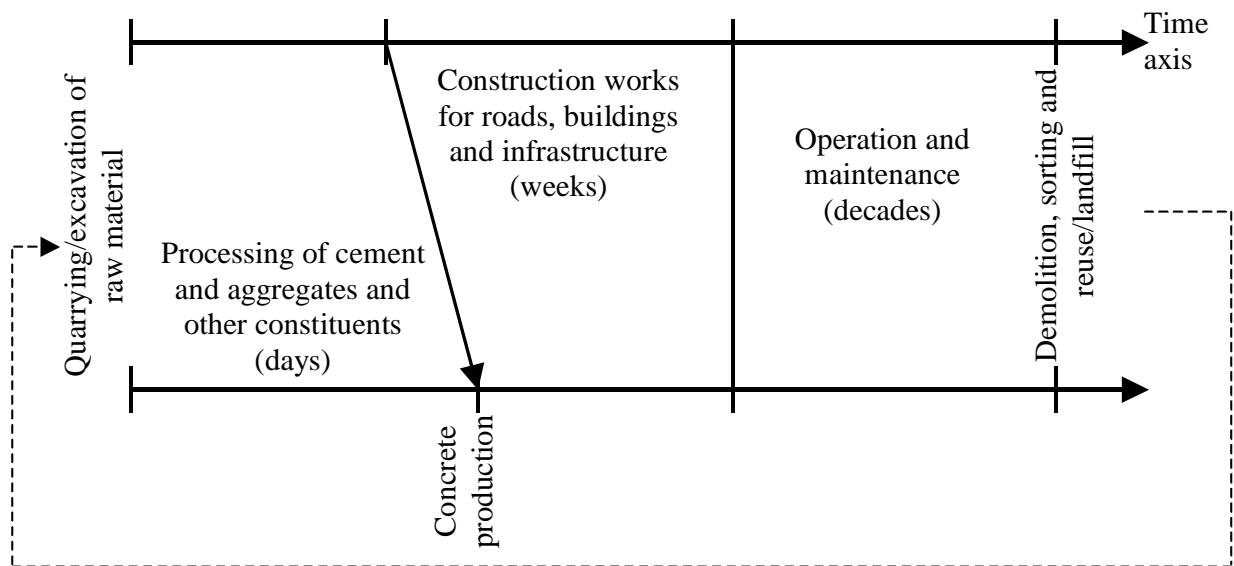 Time
axis
Quarrying/excavation of
raw material
Construction works
for roads, buildings
and infrastructure
(weeks)
Operation and
maintenance
(decades)
Demolition, sorting and
reuse/landfill
Processing of cement
and aggregates and
other constituents
(days)
Concrete
production